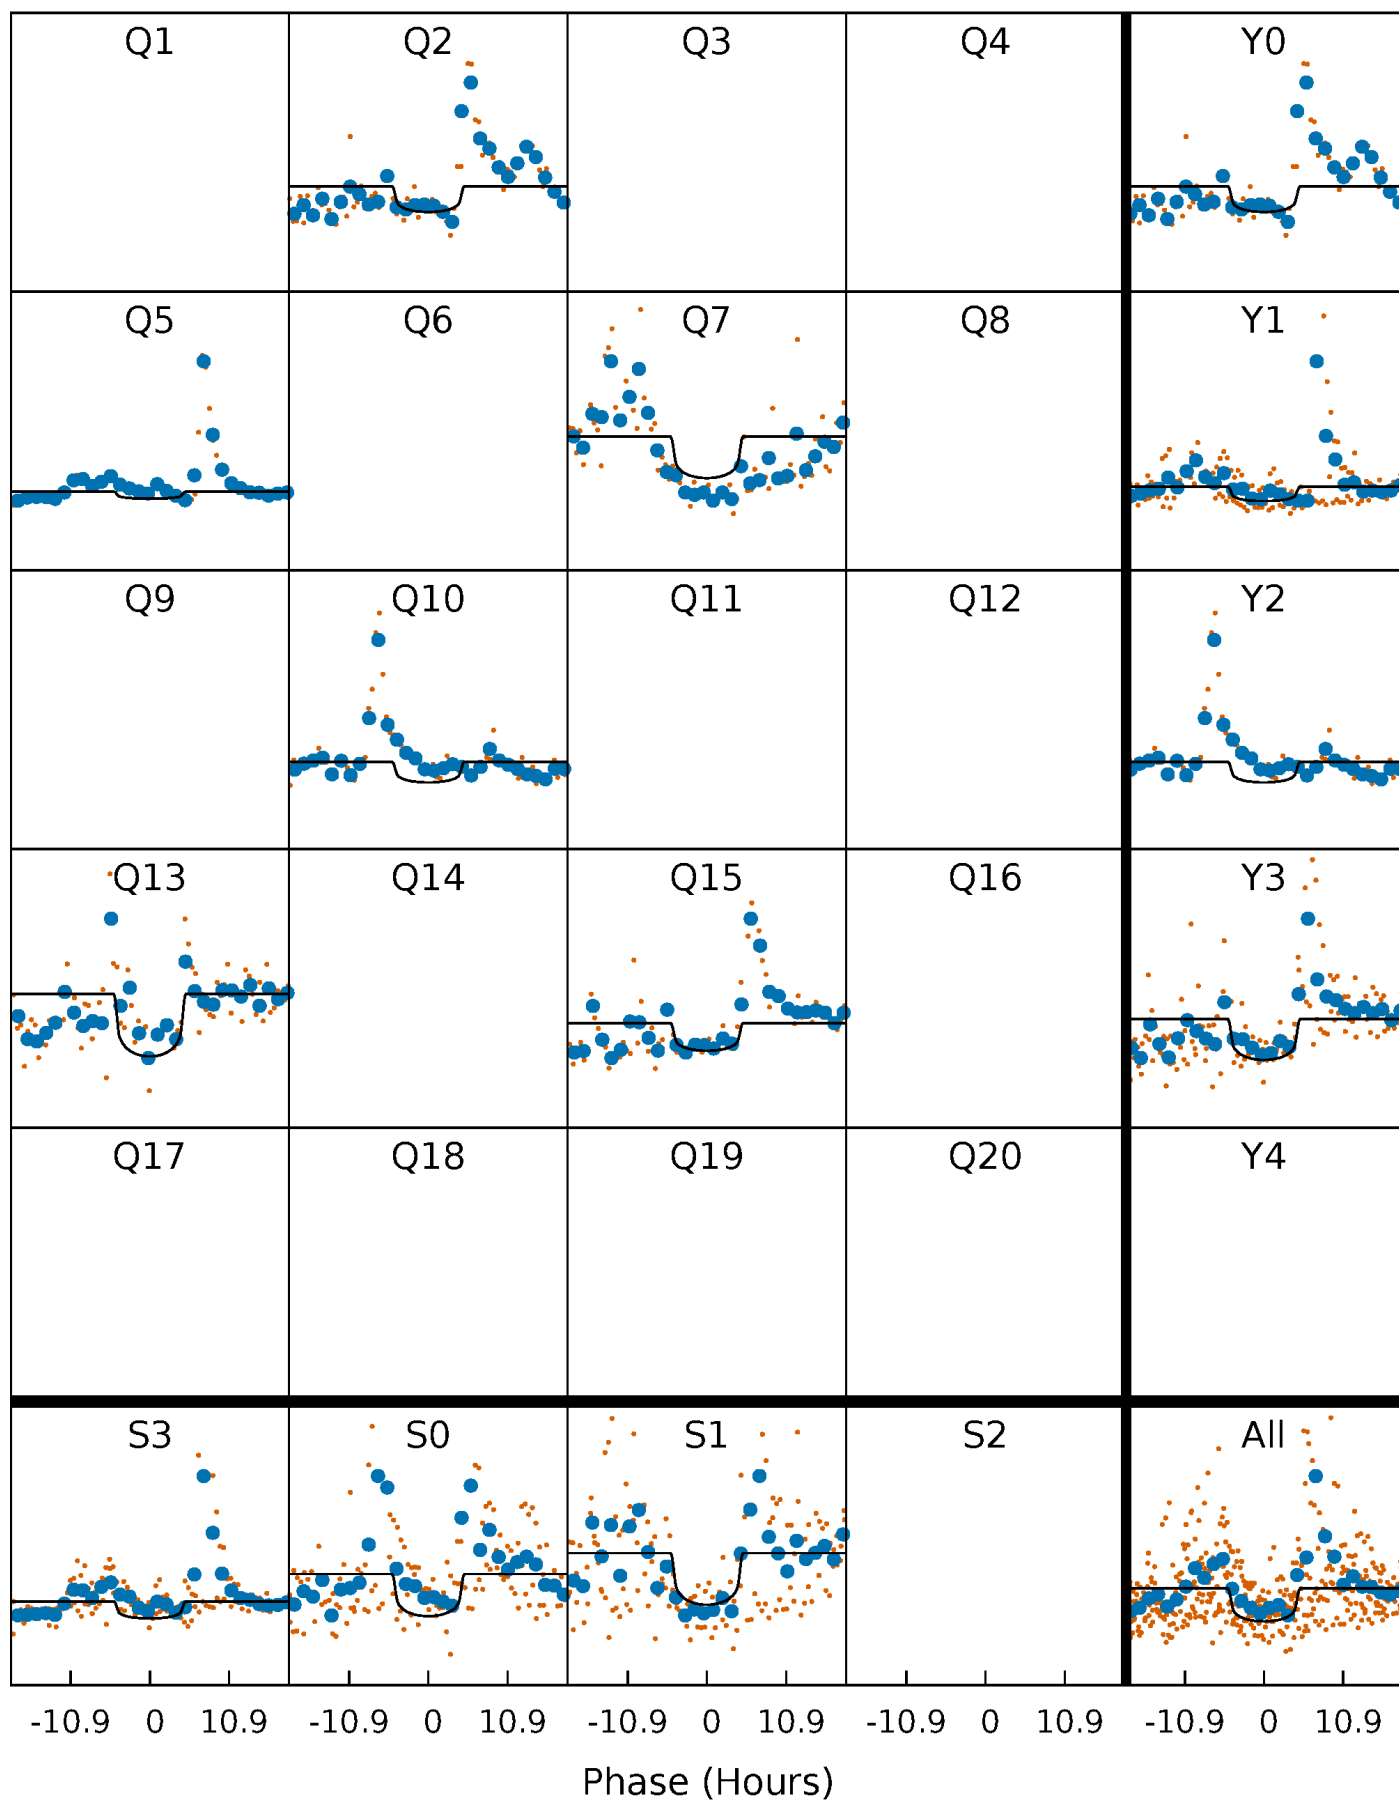 Q1 Q2 Q3 Q4 Y0
Q5 Q6 Q7 Q8 Y1
Q9 Q10 Q11 Q12 Y2
Q13 Q14 Q15 Q16 Y3
Q17 Q18 Q19 Q20 Y4
S3 S0 S1 S2 All
-10.9 0 10.9 -10.9 0 10.9 -10.9 0 10.9 -10.9 0 10.9 -10.9 0 10.9
Phase (Hours)